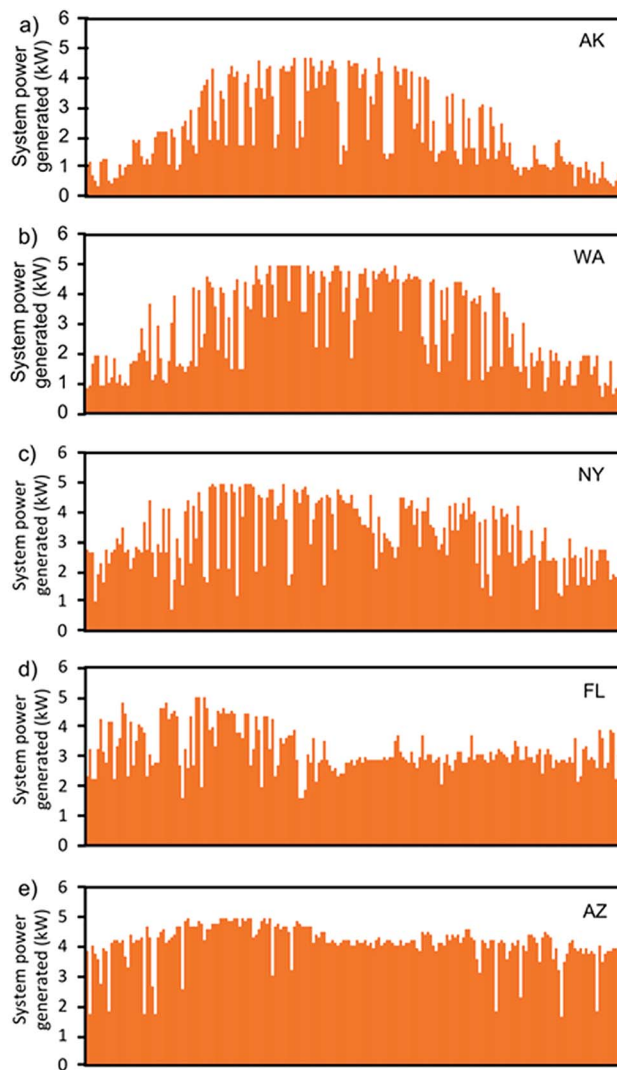 a)
AK
System power
generated (kW)
6
5
4
3
2
1
0
b)
WA
System power
generated (kW)
6
5
4
3
2
1
0
c)
NY
System power
generated (kW)
6
5
4
3
2
1
0
d)
FL
System power
generated (kW)
6
5
4
3
2
1
0
e)
AZ
System power
generated (kW)
6
5
4
3
2
1
0